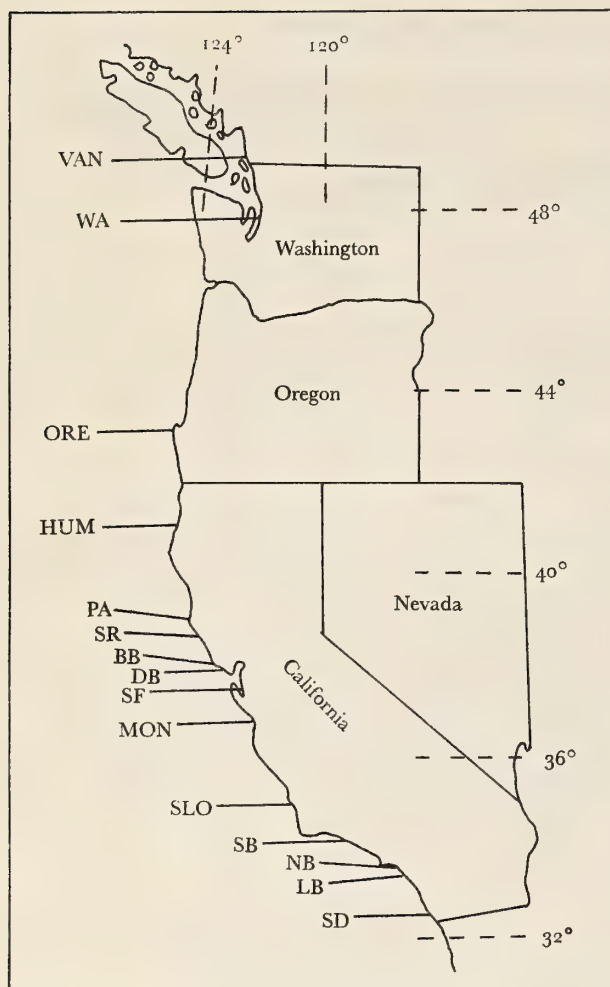 124°
120°
VAN
WA
48°
Washington
Oregon
44°
ORE
HUM
40°
Nevada
PA
SR
BB
DB
SF
California
MON
36°
SLO
SB
NB
LB
SD
32°